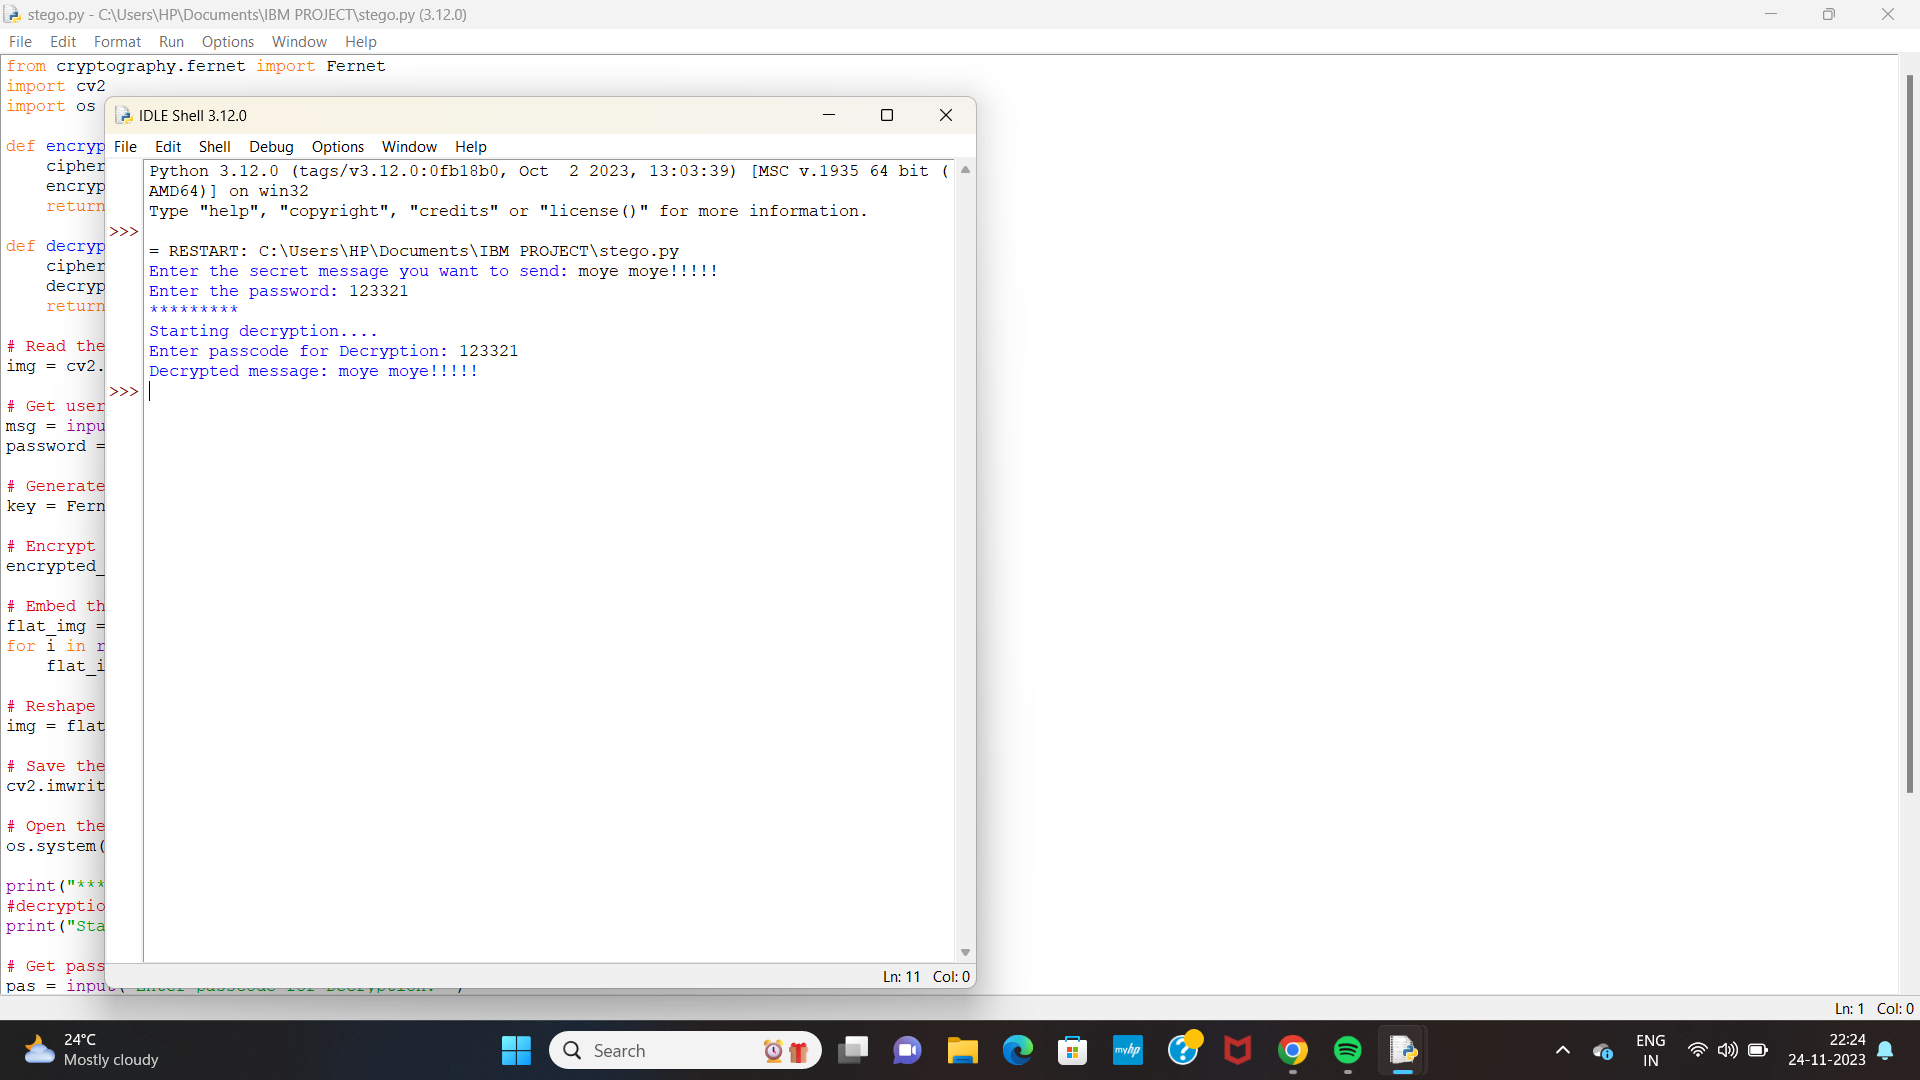 stego.py - C:\Users\HP\Documents\IBM PROJECT\stego.py (3.12.0)
File Edit Format Run Options Window Help
from cryptography.fernet import Fernet
import cv2
import os
def encryp
cipher
encryp
return
def decryp
cipher
decryp
return
# Read the
img = cv2.
# Get user
msg = inpu
password =
# Generate
key = Fern
# Encrypt
encrypted_
# Embed th
flat_img =
for i in r
flat_i
# Reshape
img = flat
# Save the
cv2.imwrit
# Open the
os.system(
print("***
#decryptio
print("Sta
# Get pass
pas = input("Enter passcode for Decryption: ")
IDLE Shell 3.12.0
File Edit Shell Debug Options Window Help
Python 3.12.0 (tags/v3.12.0:0fb18b0, Oct  2 2023, 13:03:39) [MSC v.1935 64 bit (
AMD64)] on win32
Type "help", "copyright", "credits" or "license()" for more information.
>>>
= RESTART: C:\Users\HP\Documents\IBM PROJECT\stego.py
Enter the secret message you want to send: moye moye!!!!!
Enter the password: 123321
*********
Starting decryption....
Enter passcode for Decryption: 123321
Decrypted message: moye moye!!!!!
>>>
Ln: 11 Col: 0
Ln: 1 Col: 0
24°C
Mostly cloudy
Search
myhp
ENG
IN
22:24
24-11-2023